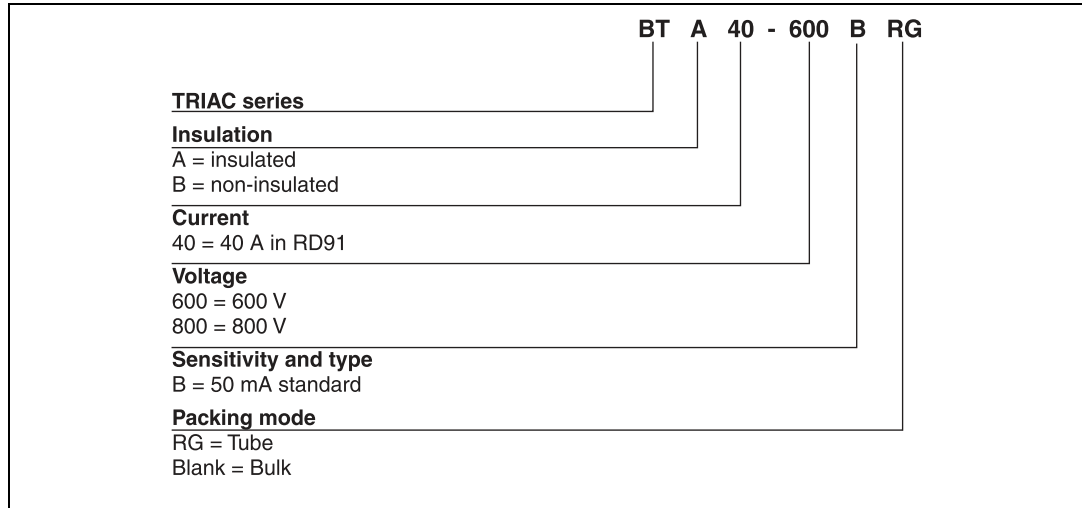 BT A 40 - 600 B RG
TRIAC series
Insulation
A = insulated
B = non-insulated
Current
40 = 40 A in RD91
Voltage
600 = 600 V
800 = 800 V
Sensitivity and type
B = 50 mA standard
Packing mode
RG = Tube
Blank = Bulk